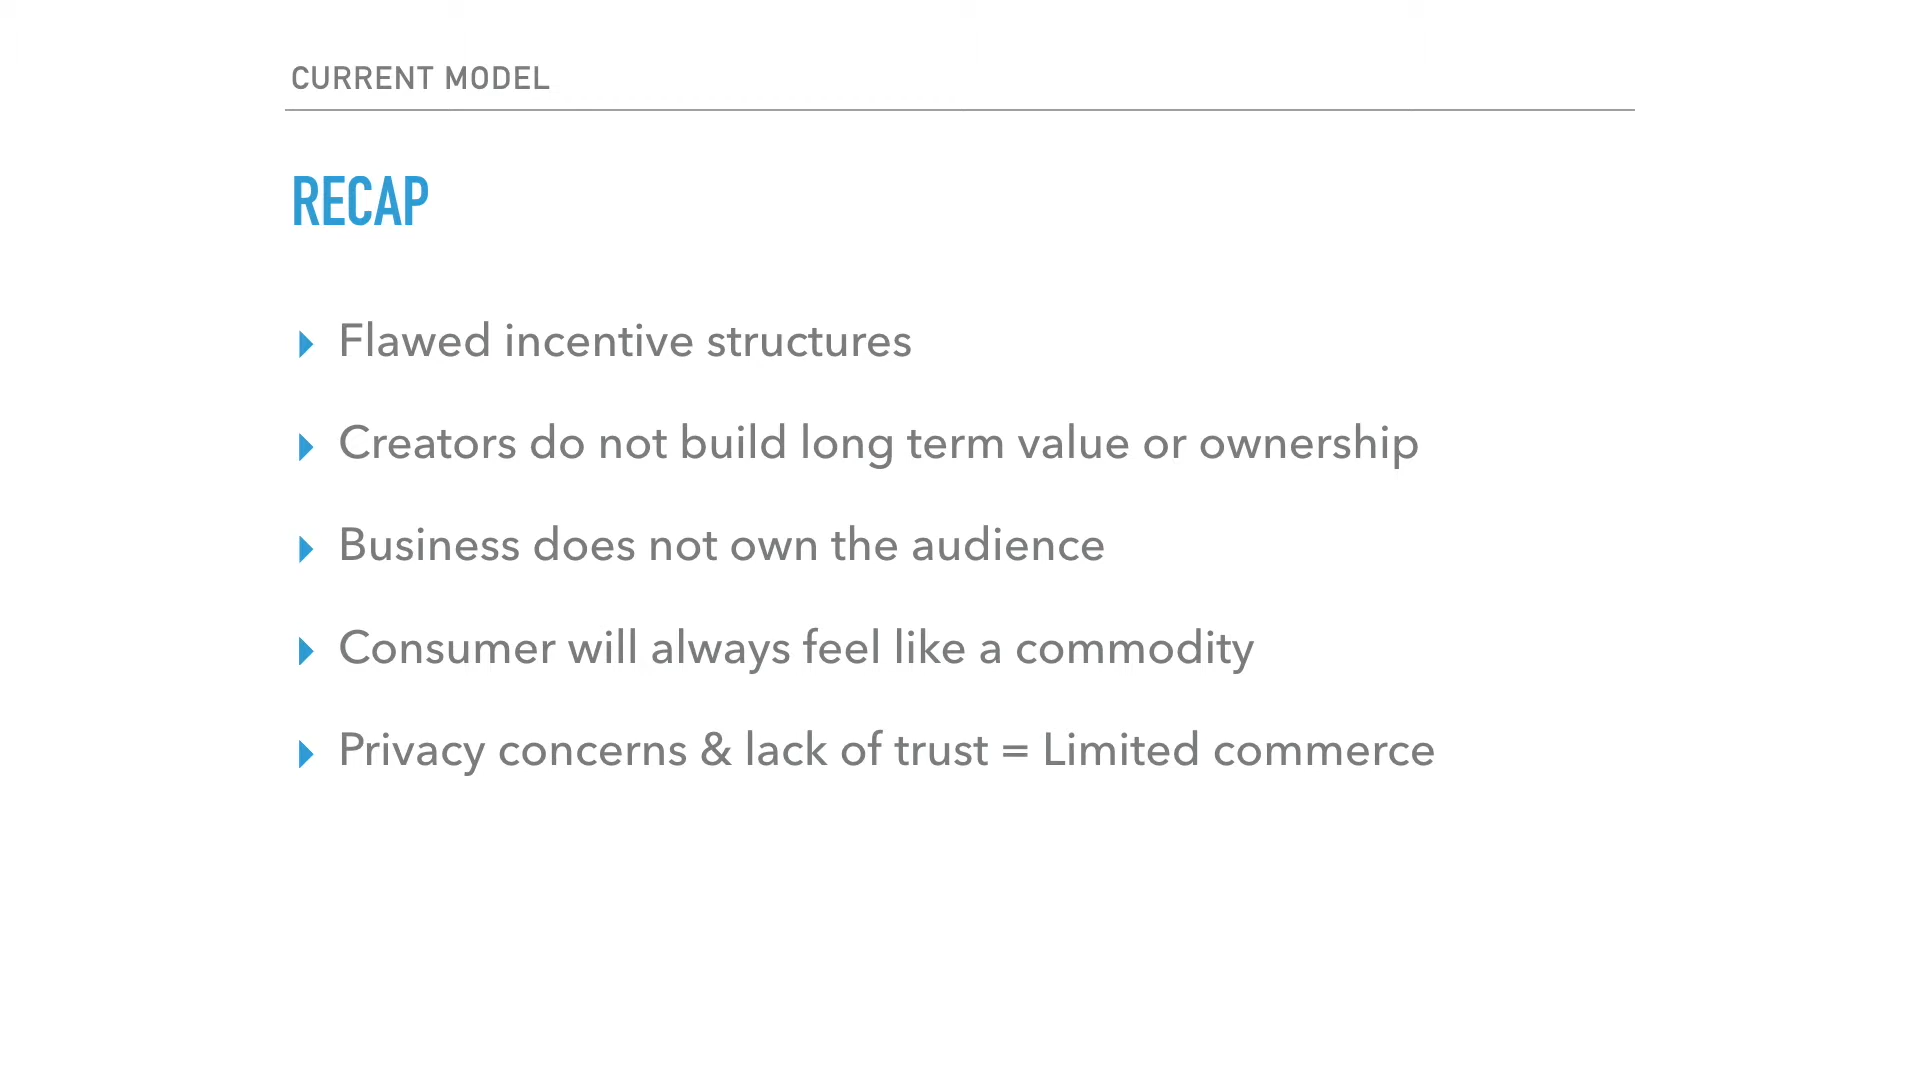 CURRENT MODEL
RECAP
Flawed incentive structures
Creators do not build long term value or ownership
Business does not own the audience
Consumer will always feel like a commodity
Privacy concerns & lack of trust = Limited commerce